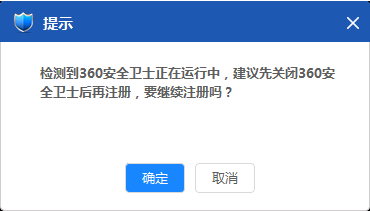 提示
检测到360安全卫士正在运行中，建议先关闭360安
全卫士后再注册，要继续注册吗？
确定
取消